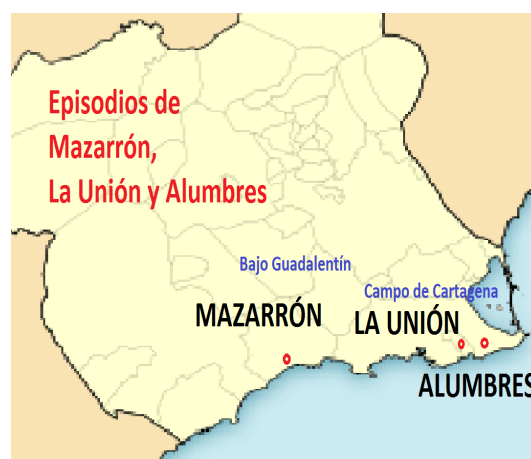 Episodios de
Mazarrón,
La Unión y Alumbres
Bajo Guadalentín
Campo de Cartagena
MAZARRÓN
LA UNIÓN
ALUMBRES